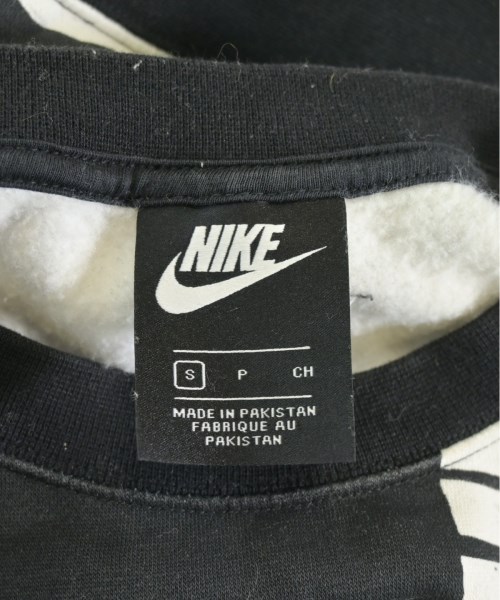 NIKE
S P CH
MADE IN PAKISTAN
FABRIQUE AU
PAKISTAN